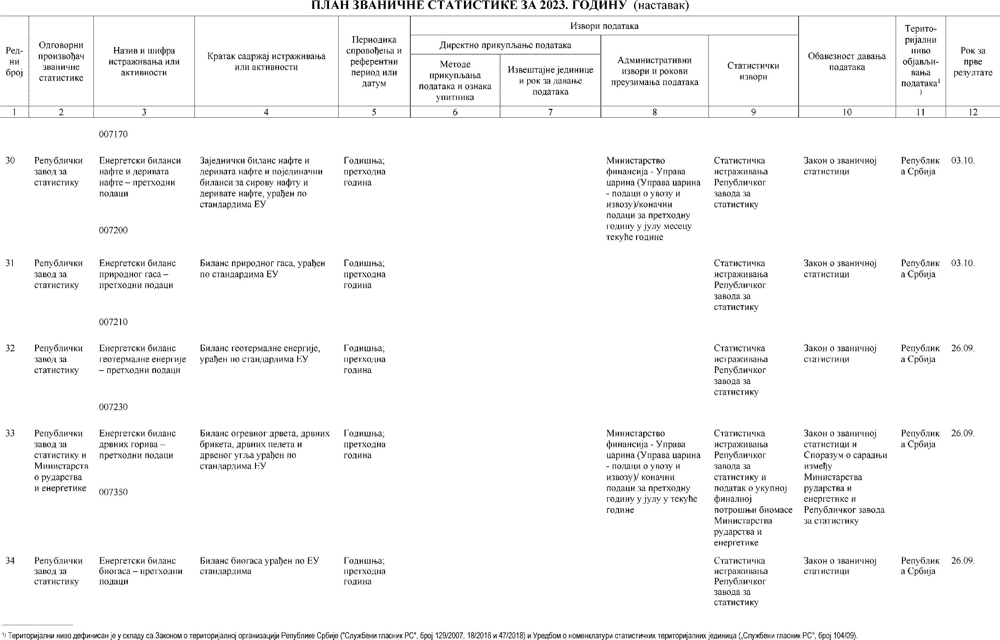 ПЛАН ЗВАНИЧНЕ СТАТИСТИКЕ ЗА 2023. ГОДИНУ (наставак)
Ред-
ни
број
Одговорни
произвођач
званичне
статистике
Назив и шифра
истраживања или
активности
Кратак садржај истраживања
или активности
Периодика
спровођења и
референтни
период или
датум
Извори података
Директно прикупљање података
Методе
прикупљања
података и ознака
упитника
Извештајне јединице
и рок за давање
података
Административни
извори и рокови
преузимања података
Статистички
извори
Обавезност давања
података
Терито-
ријални
ниво
објављи-
вања
података1
)
Рок за
прве
резултате
1 2 3 4 5 6 7 8 9 10 11 12
007170
30
Републички
завод за
статистику
Енергетски биланси
нафте и деривата
нафте – претходни
подаци
007200
Заједнички биланс нафте и
деривата нафте и појединачни
биланси за сирову нафту и
деривате нафте, урађен по
стандардима ЕУ
Годишња;
претходна
година
Министарство
финансија - Управа
царина (Управа царина
- подаци о увозу и
извозу)/коначни
подаци за претходну
годину у јулу месецу
текуће године
Статистичка
истраживања
Републичког
завода за
статистику
Закон о званичној
статистици
Републик
а Србија
03.10.
31
Републички
завод за
статистику
Енергетски биланс
природног гаса –
претходни подаци
007210
Биланс природног гаса, урађен
по стандардима ЕУ
Годишња;
претходна
година
Статистичка
истраживања
Републичког
завода за
статистику
Закон о званичној
статистици
Републик
а Србија
03.10.
32
Републички
завод за
статистику
Енергетски биланс
геотермалне енергије
– претходни подаци
007230
Биланс геотермалне енергије,
урађен по стандардима ЕУ
Годишња;
претходна
година
Статистичка
истраживања
Републичког
завода за
статистику
Закон о званичној
статистици
Републик
а Србија
26.09.
33
Републички
завод за
статистику и
Министарств
о рударства
и енергетике
Енергетски биланс
дрвних горива –
претходни подаци
007350
Биланс огревног дрвета, дрвних
брикета, дрвних пелета и
дрвеног угља урађен по
стандардима ЕУ
Годишња;
претходна
година
Министарство
финансија - Управа
царина (Управа царина
- подаци о увозу и
извозу)/ коначни
подаци за претходну
годину у јулу у текуће
године
Статистичка
истраживања
Републичког
завода за
статистику и
податак о укупној
финалној
потрошњи биомасе
Министарства
рударства и
енергетике
Закон о званичној
статистици и
Споразум о сарадњи
између
Министарства
рударства и
енергетике и
Републичког завода
за статистику
Републик
а Србија
26.09.
34
Републички
завод за
статистику
Енергетски биланс
биогаса – претходни
подаци
Биланс биогаса урађен по ЕУ
стандардима
Годишња;
претходна
година
Статистичка
истраживања
Републичког
завода за
статистику
Закон о званичној
статистици
Републик
а Србија
26.09.
1) Територијални ниво дефинисан је у складу са Законом о територијалној организацији Републике Србије ("Службени гласник РС", број 129/2007, 18/2016 и 47/2018) и Уредбом о номенклатури статистичких територијалних јединица („Службени гласник РС", број 104/09).